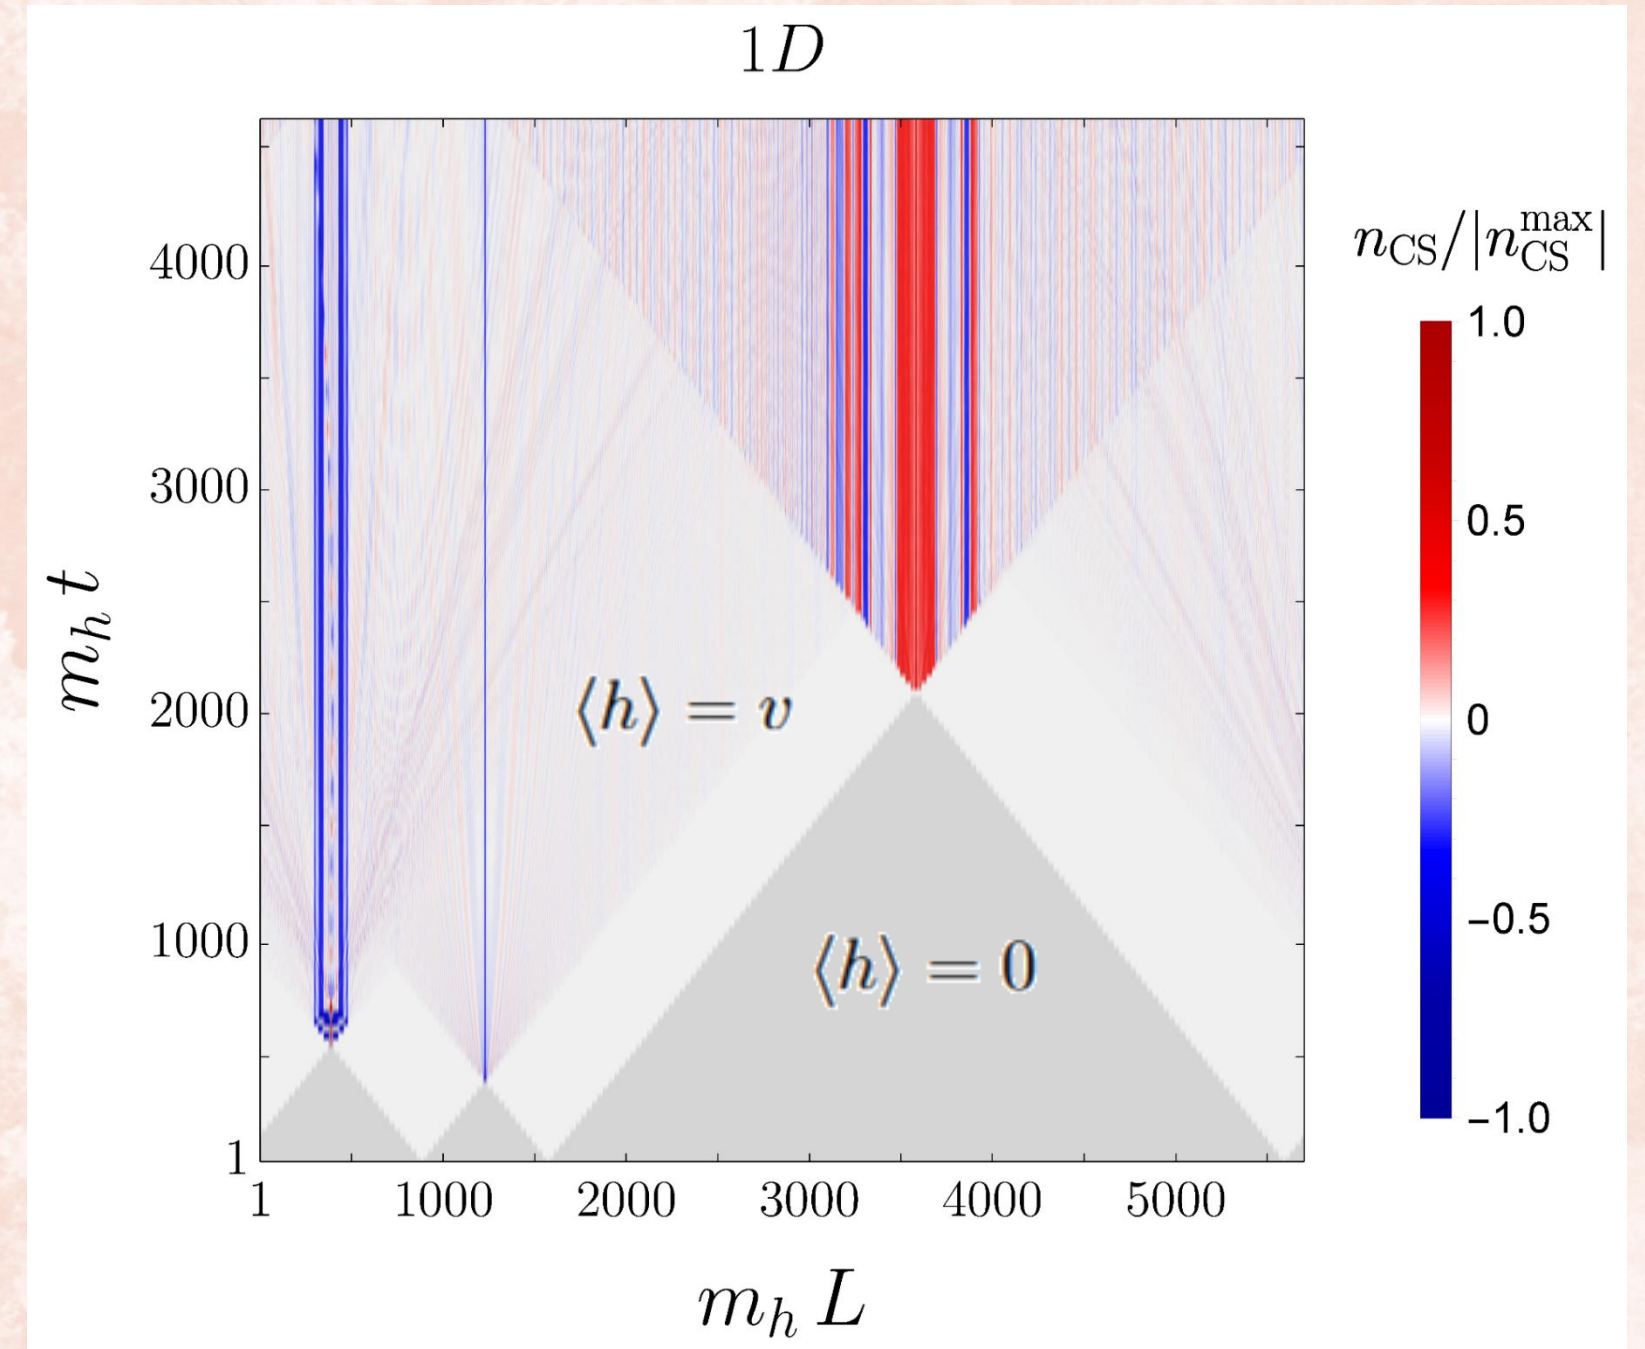 1D
n_CS/|n_CS^max|
1.0
0.5
0
−0.5
−1.0
4000
3000
2000
1000
1
m_h t
⟨h⟩ = v
⟨h⟩ = 0
1 1000 2000 3000 4000 5000
m_h L